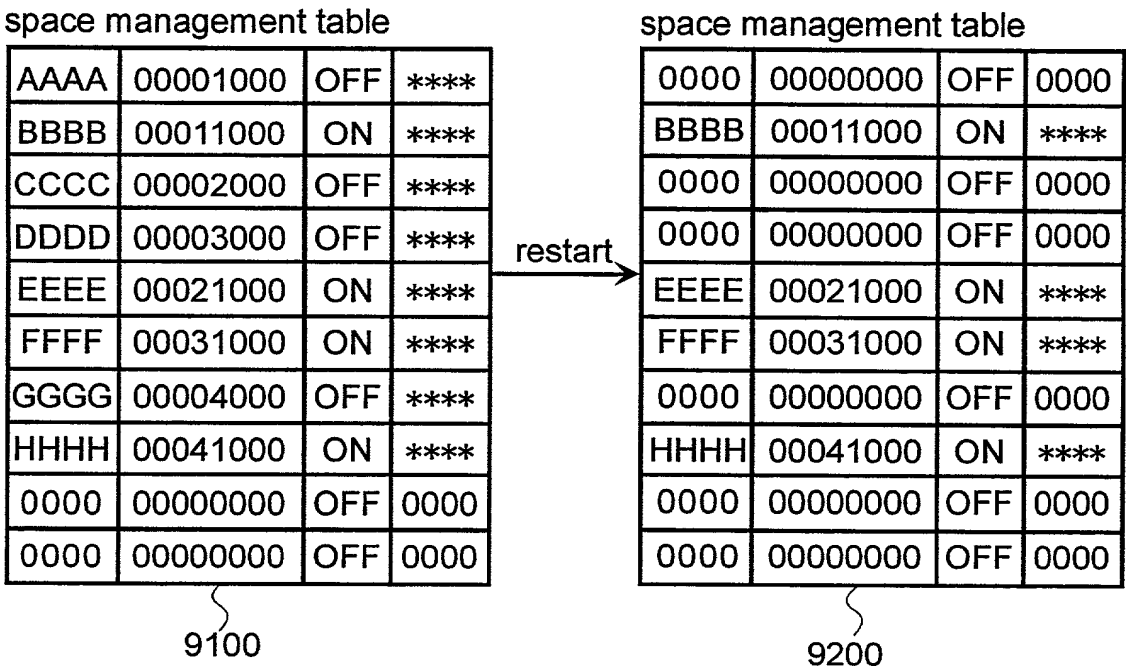 space management table
AAAA 00001000 OFF ****
BBBB 00011000 ON ****
CCCC 00002000 OFF ****
DDDD 00003000 OFF ****
EEEE 00021000 ON ****
FFFF 00031000 ON ****
GGGG 00004000 OFF ****
HHHH 00041000 ON ****
0000 00000000 OFF 0000
0000 00000000 OFF 0000
9100
restart
space management table
0000 00000000 OFF 0000
BBBB 00011000 ON ****
0000 00000000 OFF 0000
0000 00000000 OFF 0000
EEEE 00021000 ON ****
FFFF 00031000 ON ****
0000 00000000 OFF 0000
HHHH 00041000 ON ****
0000 00000000 OFF 0000
0000 00000000 OFF 0000
9200